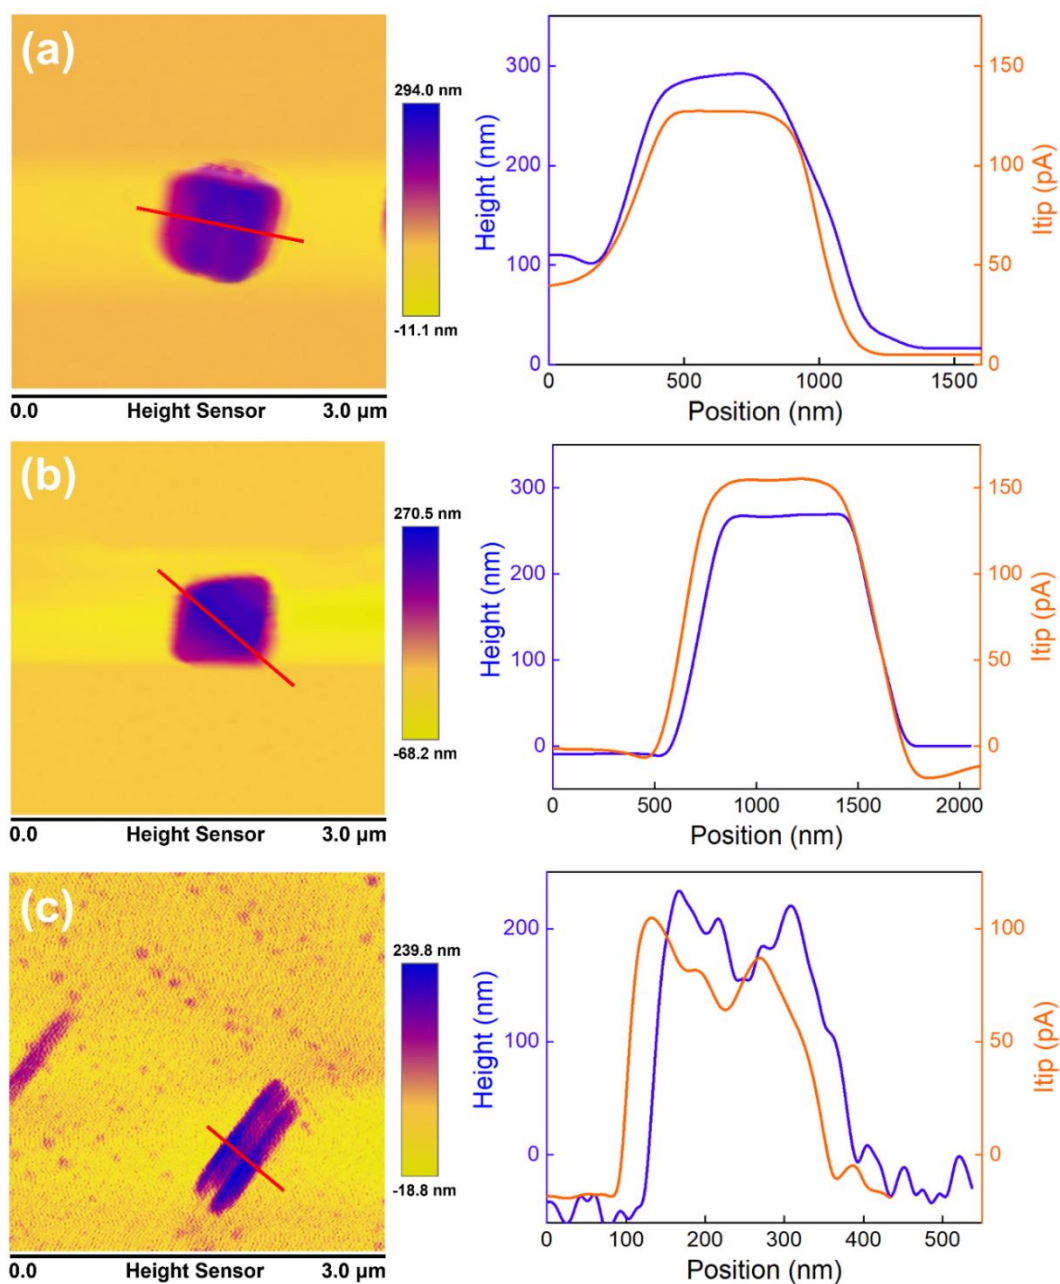 (a)
294.0 nm
-11.1 nm
0.0 Height Sensor 3.0 µm
Height (nm)
300
200
100
0
150
100
50
0
Itip (pA)
0 500 1000 1500
Position (nm)
(b)
270.5 nm
-68.2 nm
0.0 Height Sensor 3.0 µm
Height (nm)
300
200
100
0
150
100
50
0
Itip (pA)
0 500 1000 1500 2000
Position (nm)
(c)
239.8 nm
-18.8 nm
0.0 Height Sensor 3.0 µm
Height (nm)
200
100
0
100
50
0
Itip (pA)
0 100 200 300 400 500
Position (nm)